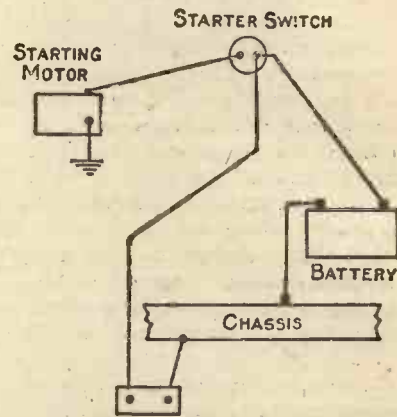 STARTER SWITCH
STARTING
MOTOR
BATTERY
CHASSIS